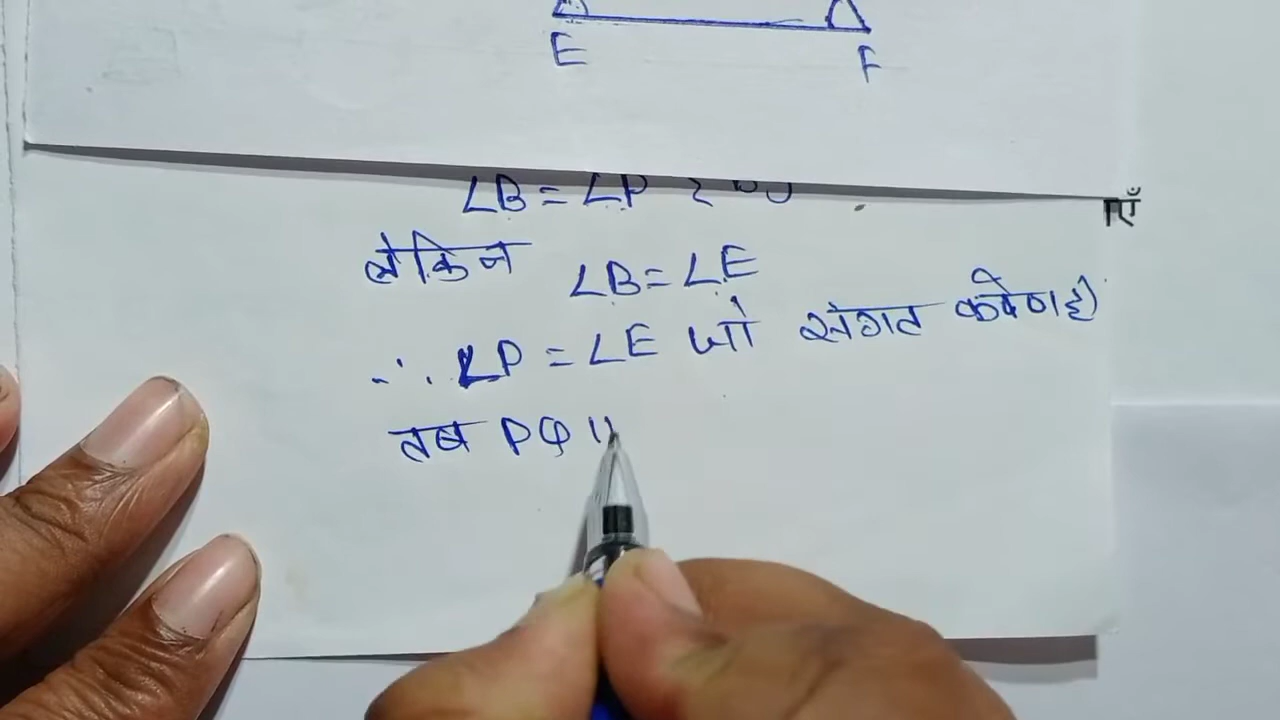 E F
∠B = ∠P
एँ
लेकिन ∠B = ∠E
∴ ∠P = ∠E जो संगत कोण है)
तब PQ ||